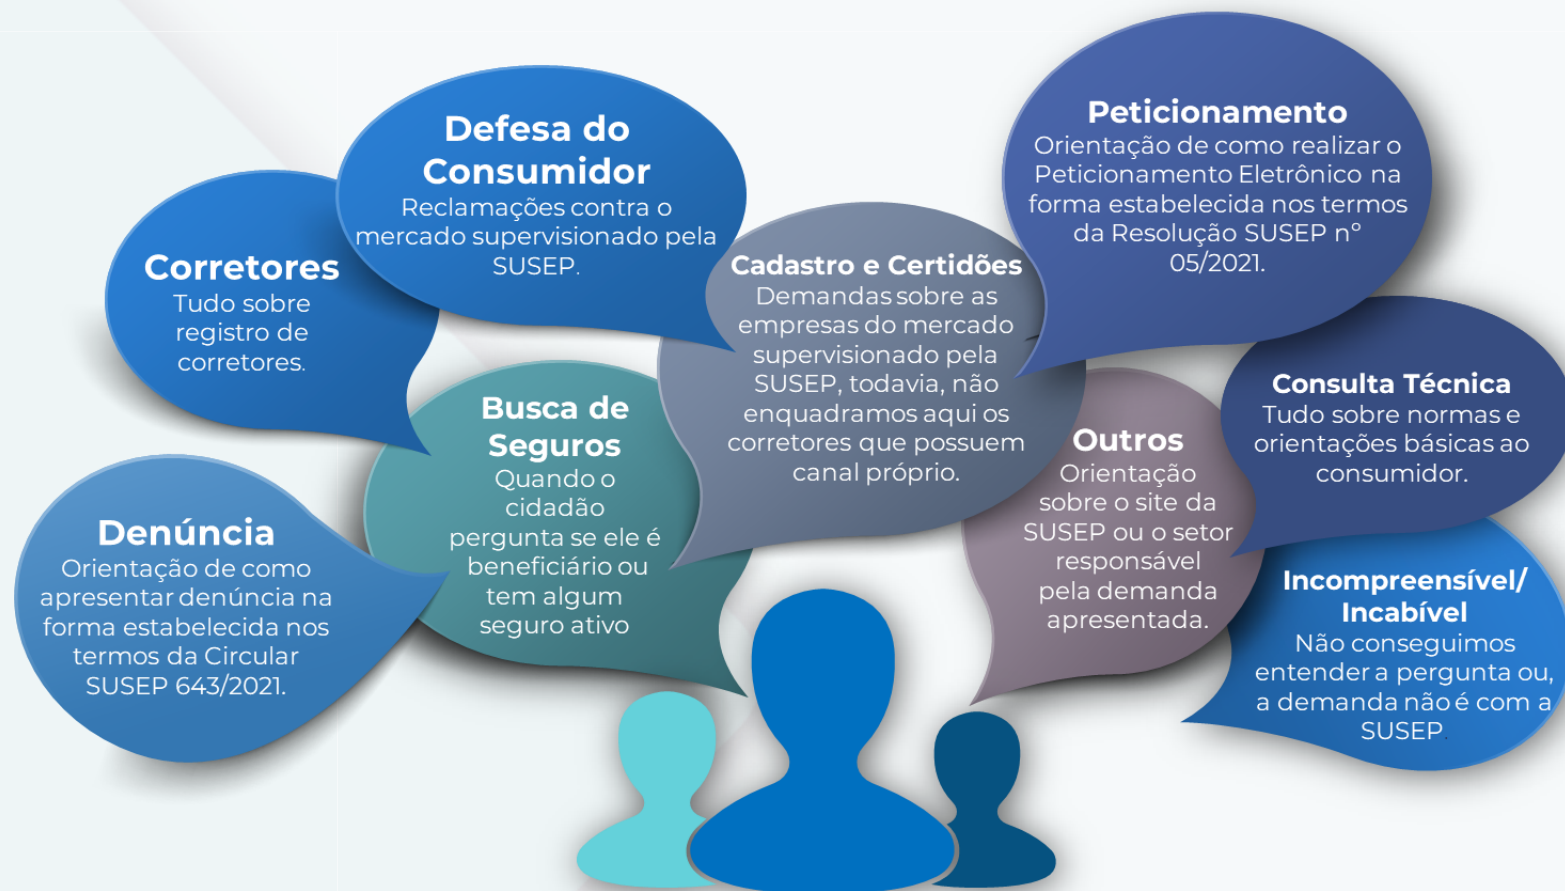 Defesa do
Consumidor
Reclamações contra o
mercado supervisionado pela
SUSEP.
Peticionamento
Orientação de como realizar o
Peticionamento Eletrônico na
forma estabelecida nos termos
da Resolução SUSEP nº
05/2021.
Corretores
Tudo sobre
registro de
corretores.
Cadastro e Certidões
Demandas sobre as
empresas do mercado
supervisionado pela
SUSEP, todavia, não
enquadramos aqui os
corretores que possuem
canal próprio.
Busca de
Seguros
Quando o
cidadão
pergunta se ele é
beneficiário ou
tem algum
seguro ativo
Outros
Orientação
sobre o site da
SUSEP ou o setor
responsável
pela demanda
apresentada.
Consulta Técnica
Tudo sobre normas e
orientações básicas ao
consumidor.
Denúncia
Orientação de como
apresentar denúncia na
forma estabelecida nos
termos da Circular
SUSEP 643/2021.
Incompreensível/
Incabível
Não conseguimos
entender a pergunta ou,
a demanda não é com a
SUSEP.